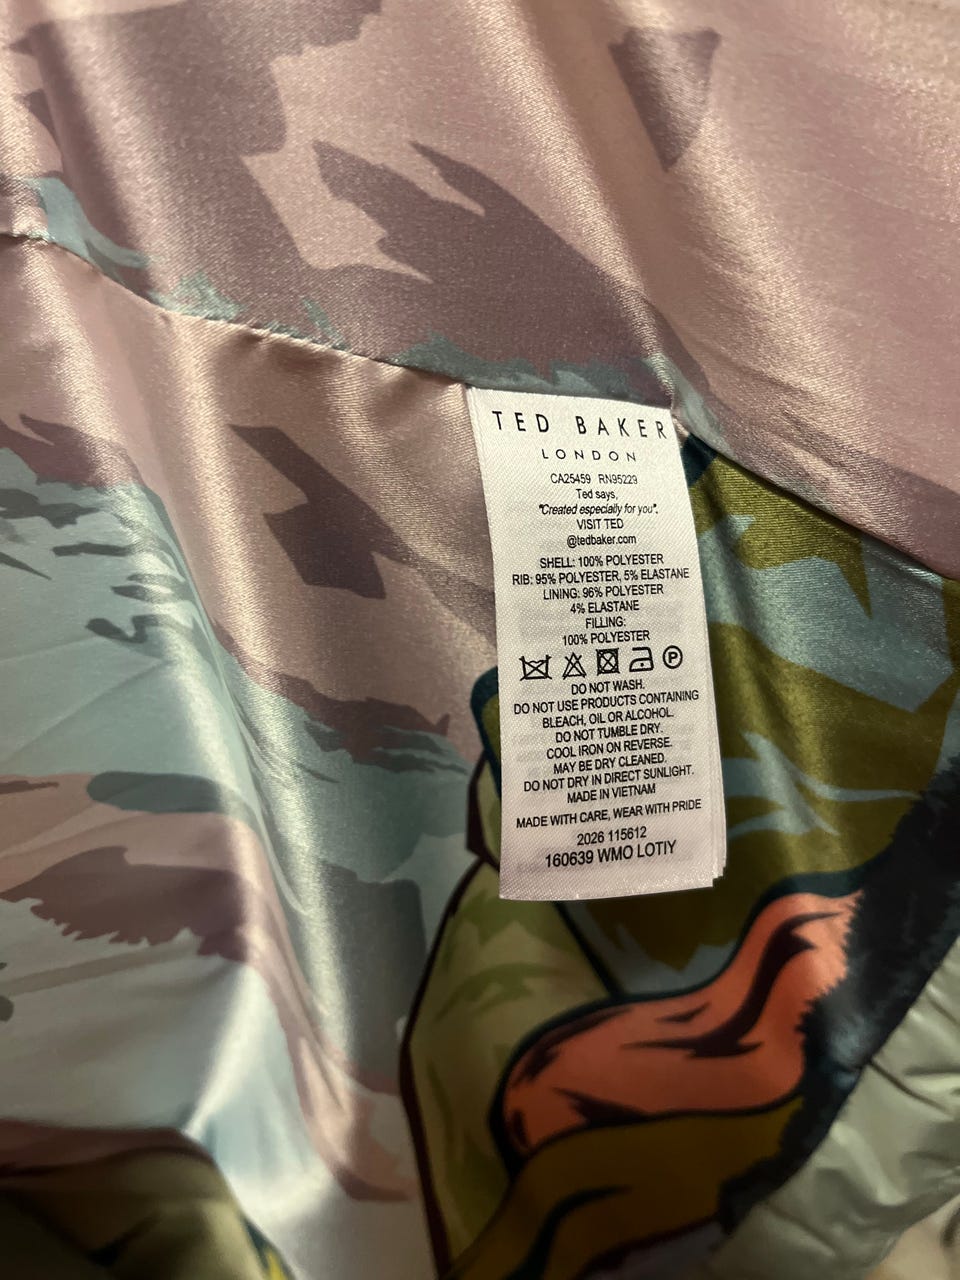 TED BAKER
LONDON
CA25459 RN95229
Ted says,
"Created especially for you".
VISIT TED
@tedbaker.com
SHELL: 100% POLYESTER
RIB: 95% POLYESTER, 5% ELASTANE
LINING: 96% POLYESTER
4% ELASTANE
FILLING:
100% POLYESTER
P
DO NOT WASH.
DO NOT USE PRODUCTS CONTAINING
BLEACH, OIL OR ALCOHOL.
DO NOT TUMBLE DRY.
COOL IRON ON REVERSE.
MAY BE DRY CLEANED.
DO NOT DRY IN DIRECT SUNLIGHT.
MADE IN VIETNAM
MADE WITH CARE, WEAR WITH PRIDE
2026 115612
160639 WMO LOTIY